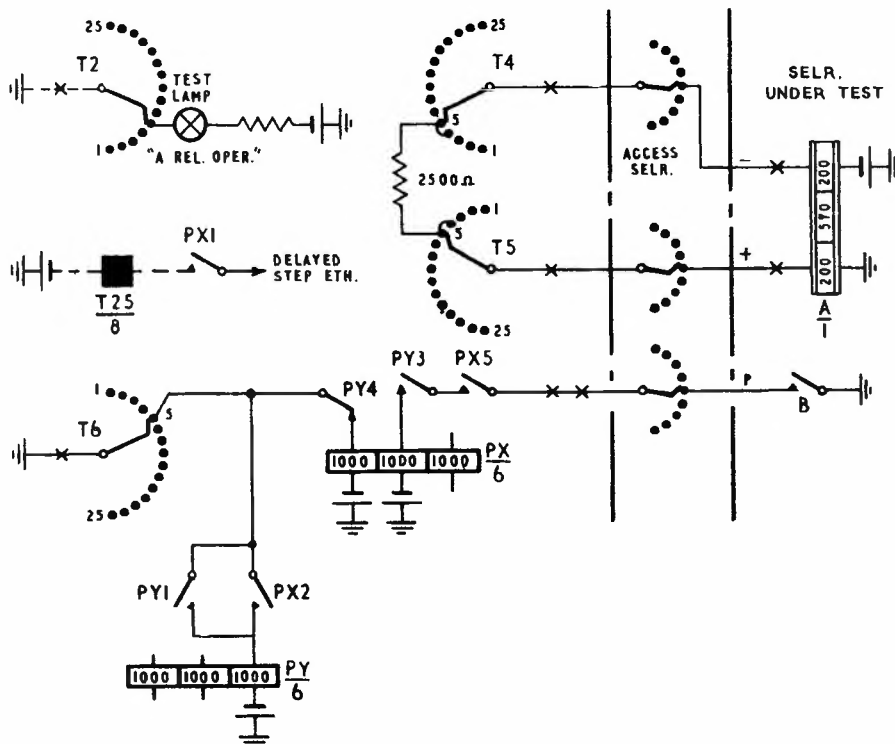 25
T2
TEST
LAMP
1
"A REL. OPER."
25
T4
5
1
2500Ω
1
5
T5
25
ACCESS
SELR.
SELR.
UNDER TEST
-
200
570
200
+
A
1
PX1
DELAYED
STEP ETH.
T25
8
1
5
T6
25
PY4
PY3
PX5
P
B
1000
1000
1000
PX
6
PY1
PX2
1000
1000
1000
PY
6